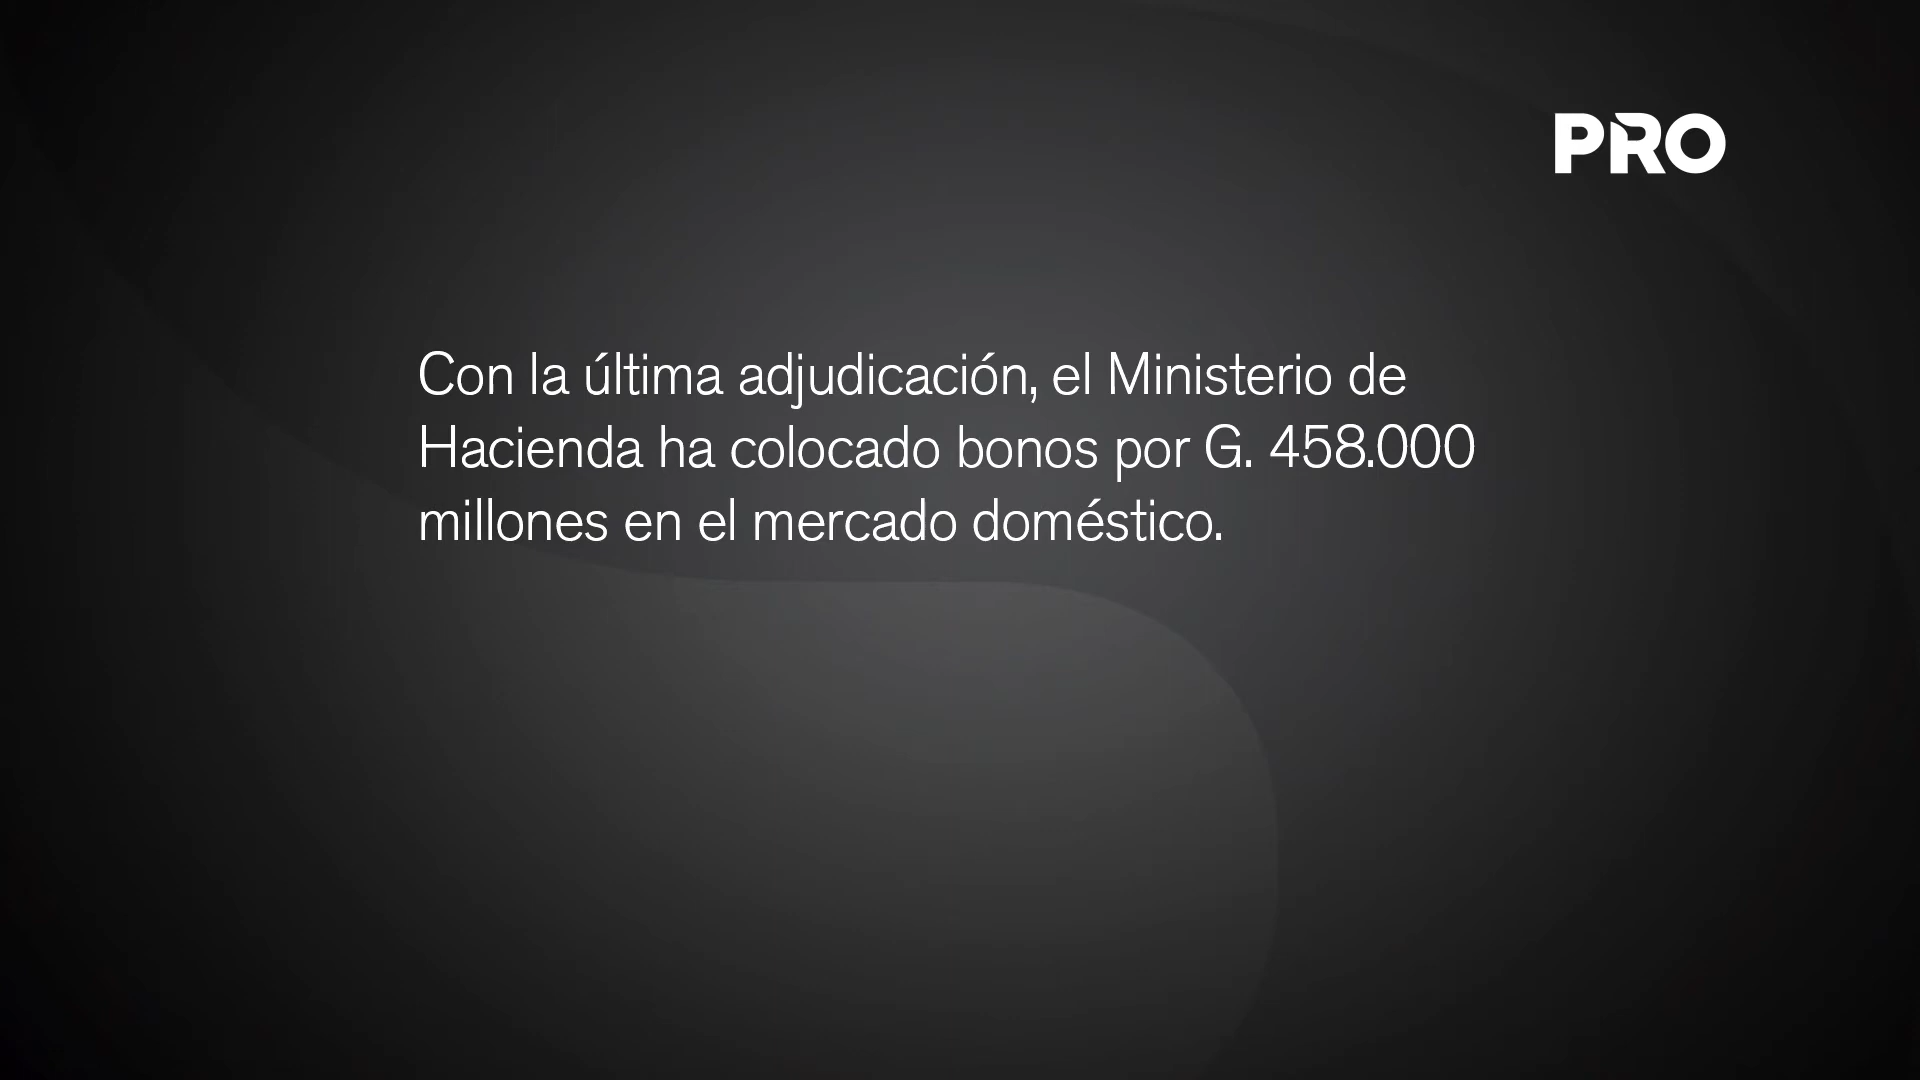 PRO
Con la última adjudicación, el Ministerio de
Hacienda ha colocado bonos por G. 458.000
millones en el mercado doméstico.